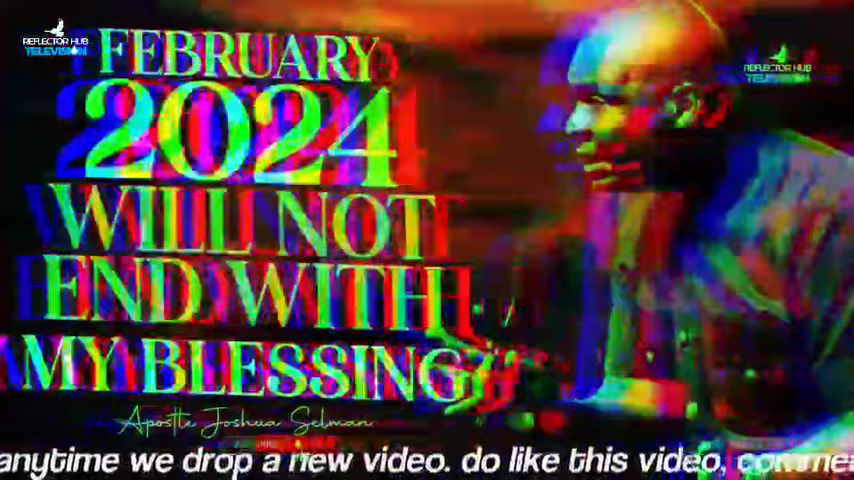 REFLECTOR HUB
TELEVISION
REFLECTOR HUB
TELEVISION
FEBRUARY
2024
WILL NOT
END WITH
MY BLESSING
Apostle Joshua Selman
anytime we drop a new video. do like this video, comme